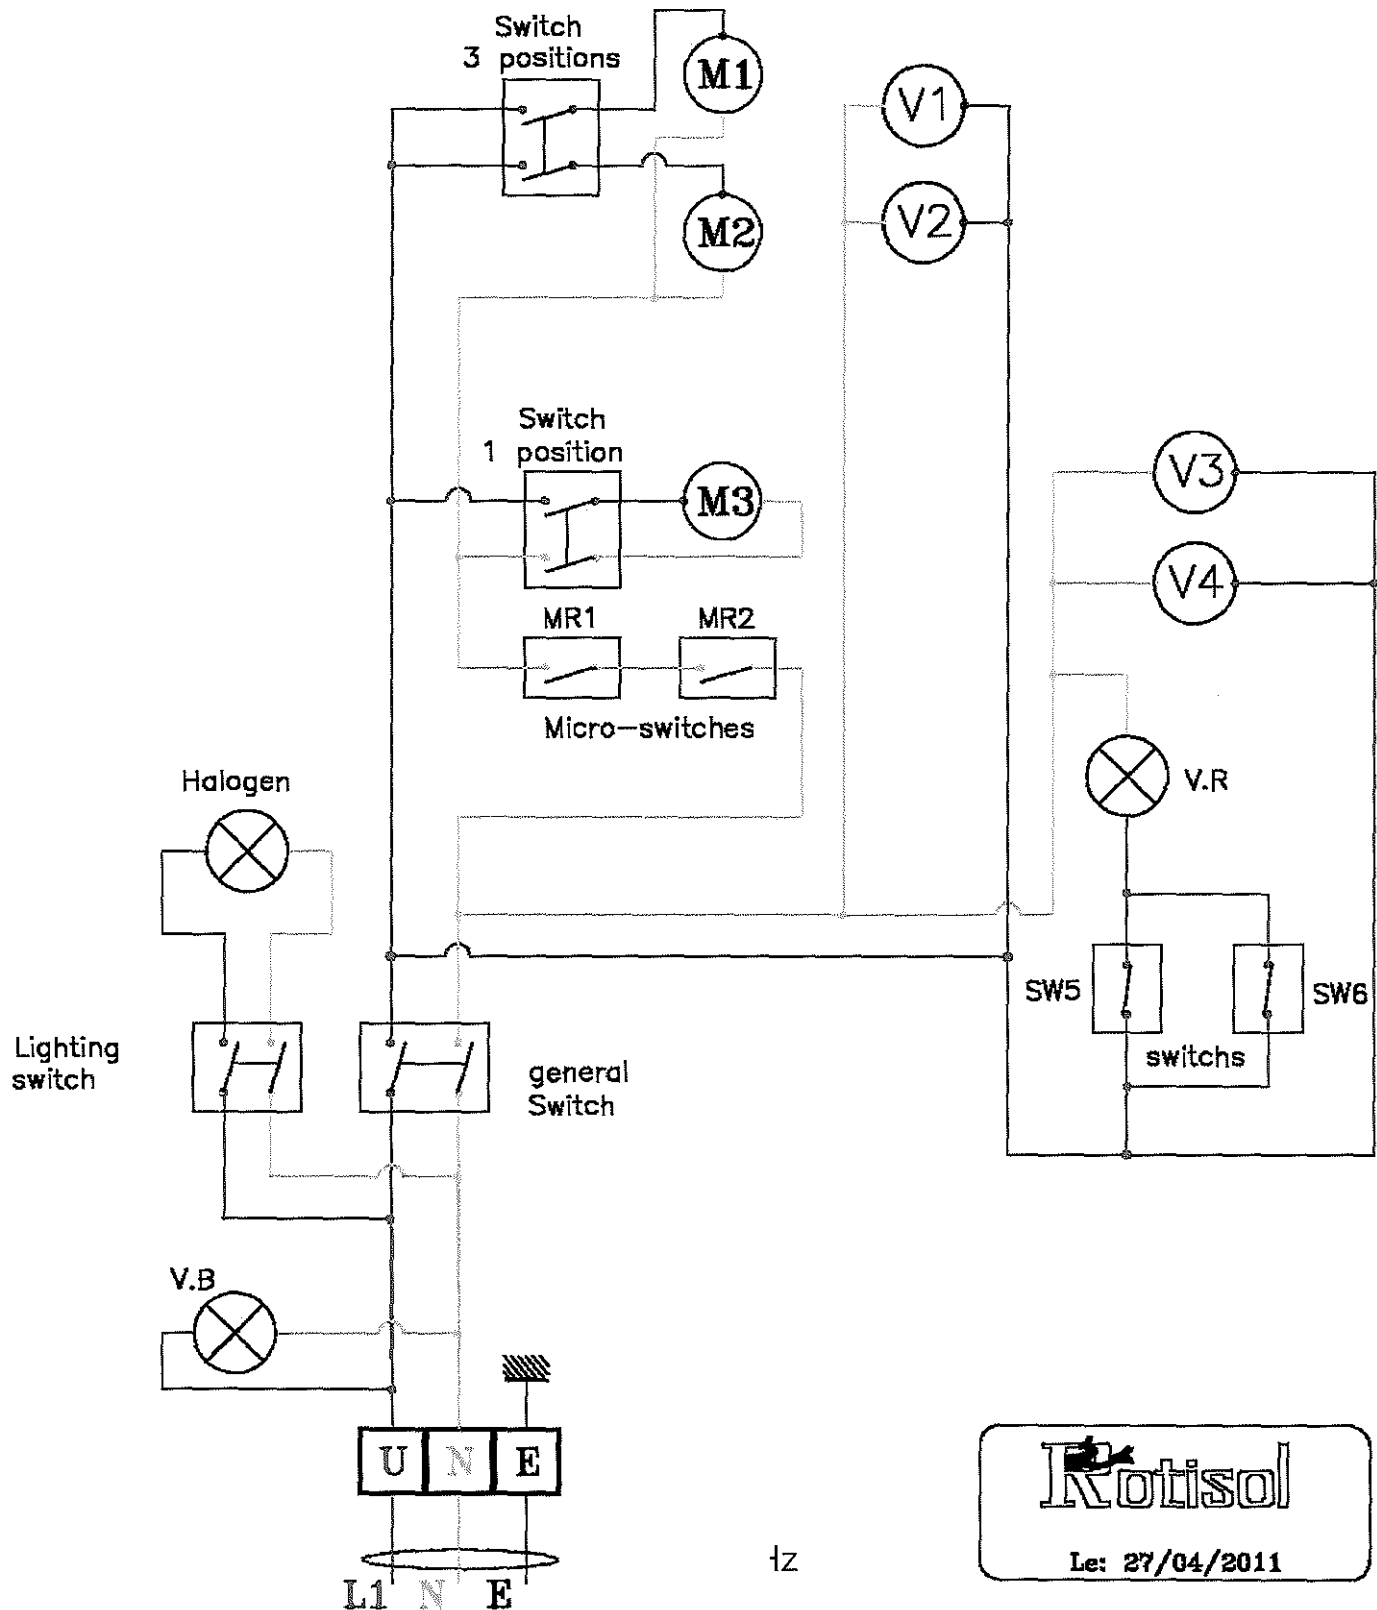 Switch
3 positions
M1
V1
V2
M2
Switch
1 position
M3
V3
V4
MR1
MR2
Micro-switches
Halogen
V.R
SW5
SW6
switchs
Lighting
switch
general
Switch
V.B
U N E
Rotisol
Le: 27/04/2011
L1 N E